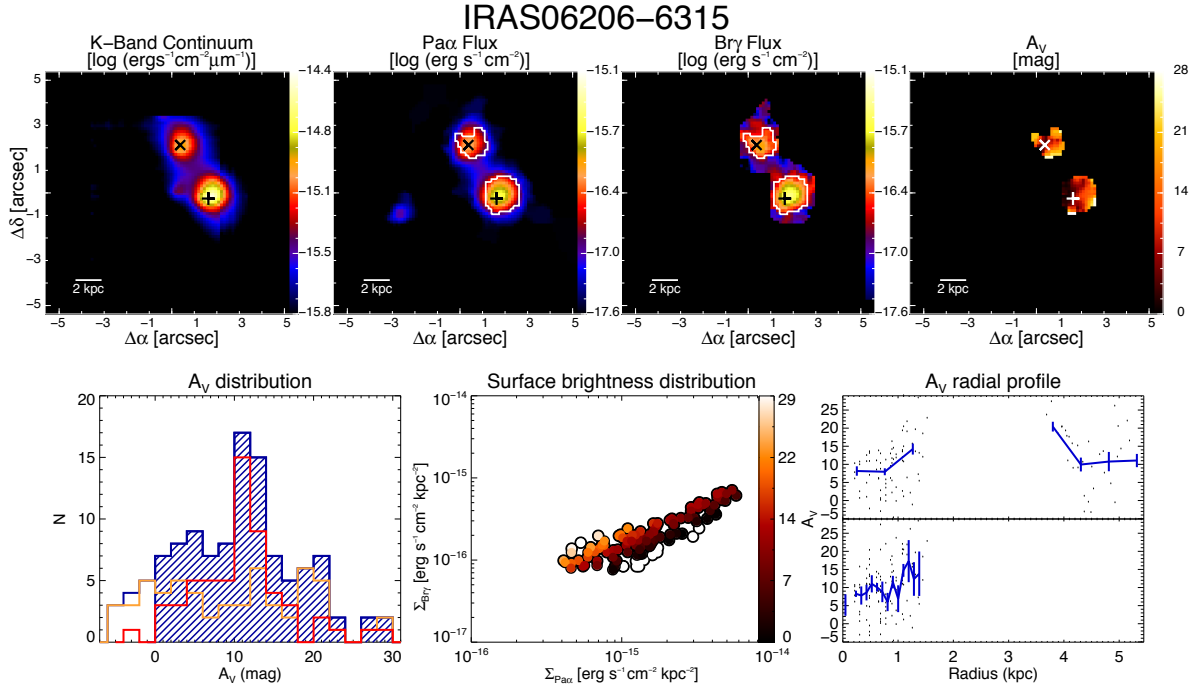 IRAS06206−6315
K−Band Continuum
[log (ergs⁻¹cm⁻²μm⁻¹)]
Paα Flux
[log (erg s⁻¹cm⁻²)]
Brγ Flux
[log (erg s⁻¹cm⁻²)]
A_V
[mag]
5 3 1 −1 −3 −5
Δδ [arcsec]
−14.4 −14.8 −15.1 −15.5 −15.8
−15.1 −15.7 −16.4 −17.0 −17.6
−15.1 −15.7 −16.4 −17.0 −17.6
28 21 14 7 0
2 kpc
2 kpc
2 kpc
2 kpc
−5 −3 −1 1 3 5
−5 −3 −1 1 3 5
−5 −3 −1 1 3 5
−5 −3 −1 1 3 5
Δα [arcsec]
Δα [arcsec]
Δα [arcsec]
Δα [arcsec]
A_V distribution
20
15
10
5
0
N
0 10 20 30
A_V (mag)
Surface brightness distribution
10⁻¹⁴
10⁻¹⁵
10⁻¹⁶
10⁻¹⁷
Σ_Brγ [erg s⁻¹ cm⁻² kpc⁻²]
29
22
14
7
0
10⁻¹⁶ 10⁻¹⁵ 10⁻¹⁴
Σ_Paα [erg s⁻¹cm⁻² kpc⁻²]
A_V radial profile
25
20
15
10
5
0
−5
A_V
25
20
15
10
5
0
−5
0 1 2 3 4 5
Radius (kpc)